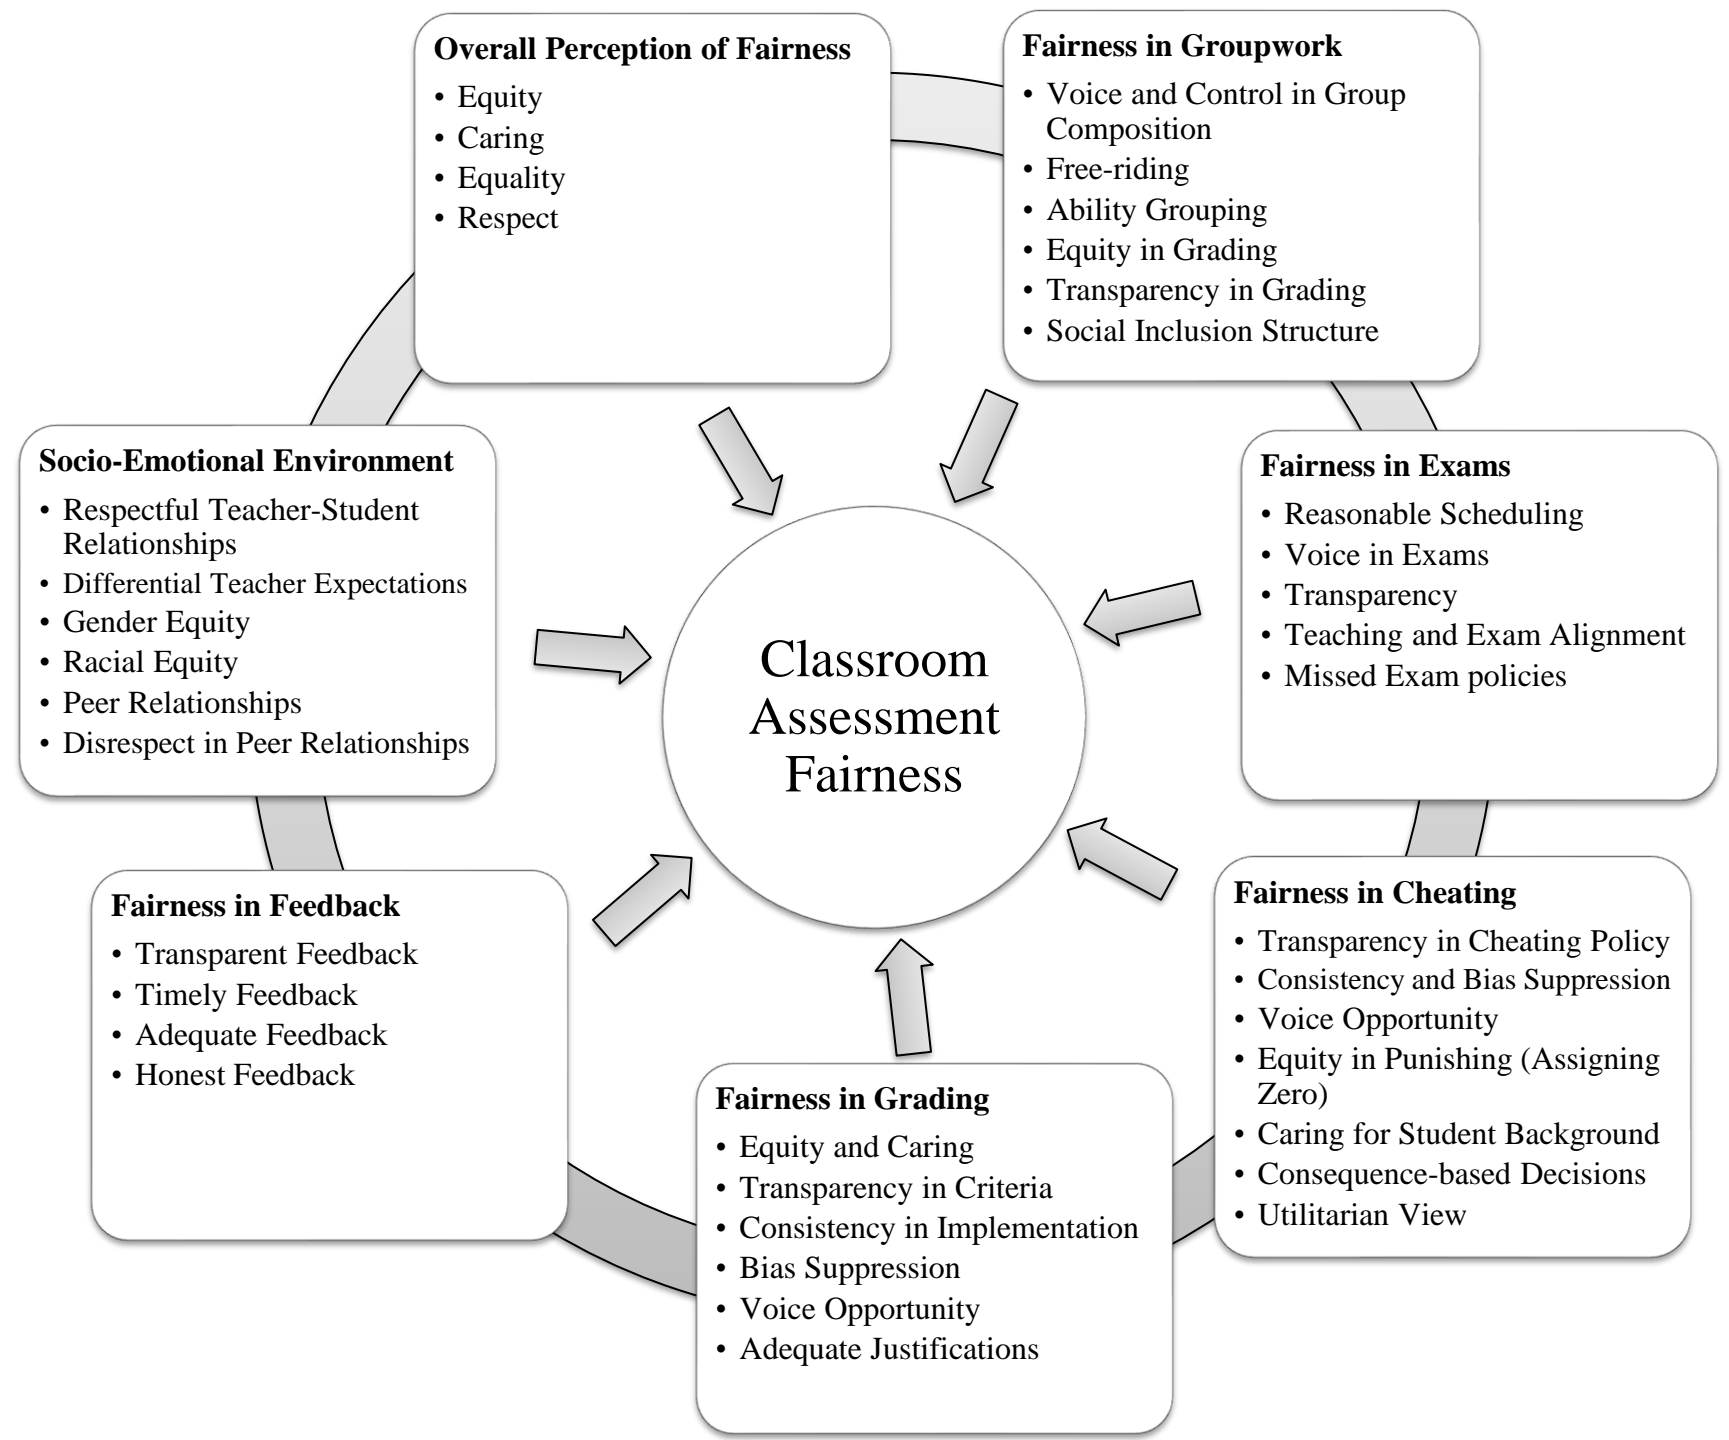 Overall Perception of Fairness
• Equity
• Caring
• Equality
• Respect
Fairness in Groupwork
• Voice and Control in Group
Composition
• Free-riding
• Ability Grouping
• Equity in Grading
• Transparency in Grading
• Social Inclusion Structure
Socio-Emotional Environment
• Respectful Teacher-Student
Relationships
• Differential Teacher Expectations
• Gender Equity
• Racial Equity
• Peer Relationships
• Disrespect in Peer Relationships
Classroom
Assessment
Fairness
Fairness in Exams
• Reasonable Scheduling
• Voice in Exams
• Transparency
• Teaching and Exam Alignment
• Missed Exam policies
Fairness in Feedback
• Transparent Feedback
• Timely Feedback
• Adequate Feedback
• Honest Feedback
Fairness in Cheating
• Transparency in Cheating Policy
• Consistency and Bias Suppression
• Voice Opportunity
• Equity in Punishing (Assigning
Zero)
• Caring for Student Background
• Consequence-based Decisions
• Utilitarian View
Fairness in Grading
• Equity and Caring
• Transparency in Criteria
• Consistency in Implementation
• Bias Suppression
• Voice Opportunity
• Adequate Justifications